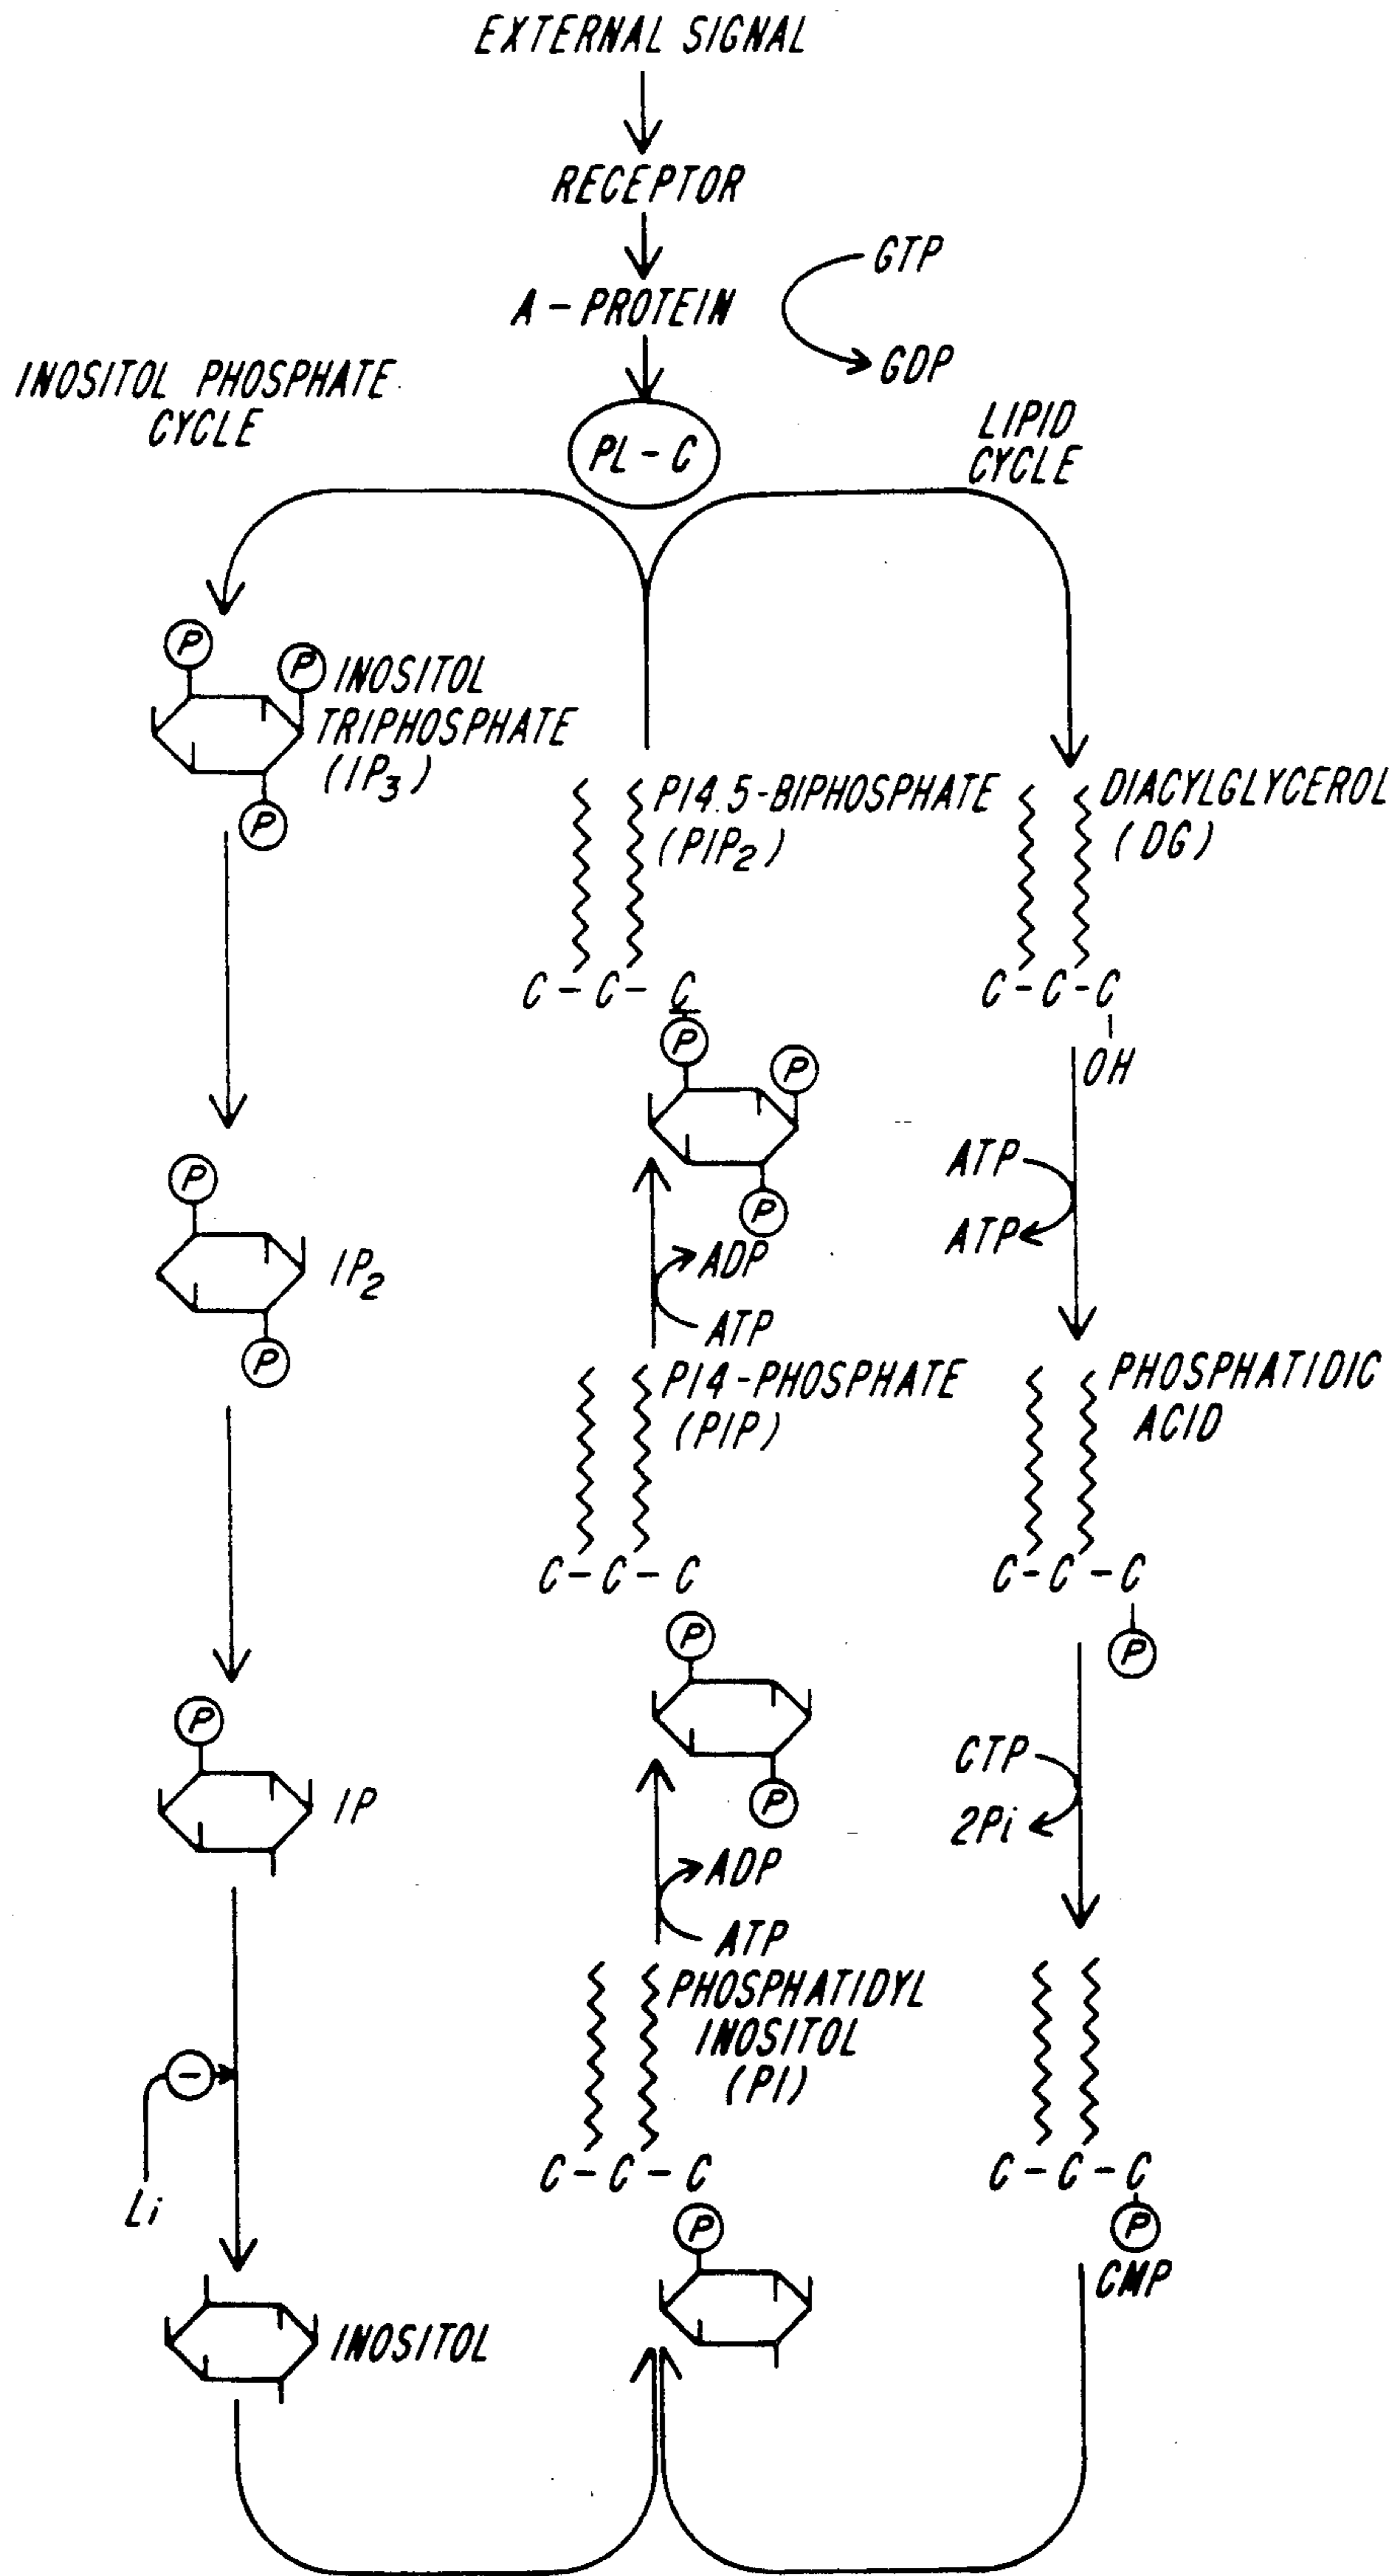 EXTERNAL SIGNAL
RECEPTOR
A-PROTEIN
GTP
GDP
INOSITOL PHOSPHATE
CYCLE
PL-C
LIPID
CYCLE
P
P
INOSITOL
TRIPHOSPHATE
(IP3)
P
PI4.5-BIPHOSPHATE
(PIP2)
C-C-C
P
P
P
DIACYLGLYCEROL
(DG)
C-C-C
OH
ATP
ATP
P
IP2
P
ADP
ATP
PI4-PHOSPHATE
(PIP)
C-C-C
P
P
PHOSPHATIDIC
ACID
C-C-C
P
CTP
2Pi
P
IP
ADP
ATP
PHOSPHATIDYL
INOSITOL
(PI)
C-C-C
P
C-C-C
P
CMP
-
Li
INOSITOL